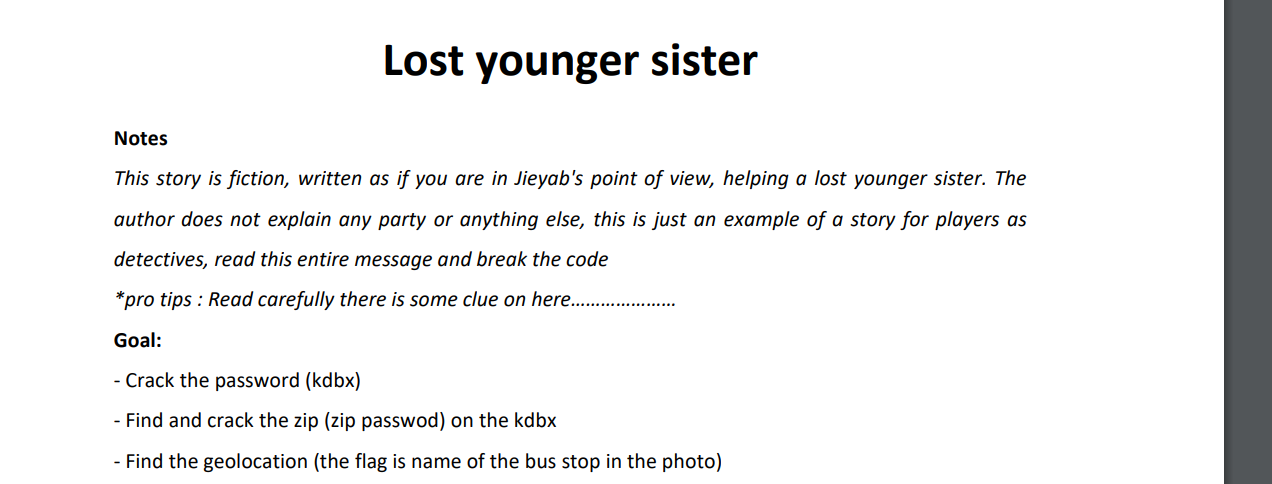 Lost younger sister
Notes
This story is fiction, written as if you are in Jieyab's point of view, helping a lost younger sister. The
author does not explain any party or anything else, this is just an example of a story for players as
detectives, read this entire message and break the code
*pro tips : Read carefully there is some clue on here…………………
Goal:
- Crack the password (kdbx)
- Find and crack the zip (zip passwod) on the kdbx
- Find the geolocation (the flag is name of the bus stop in the photo)